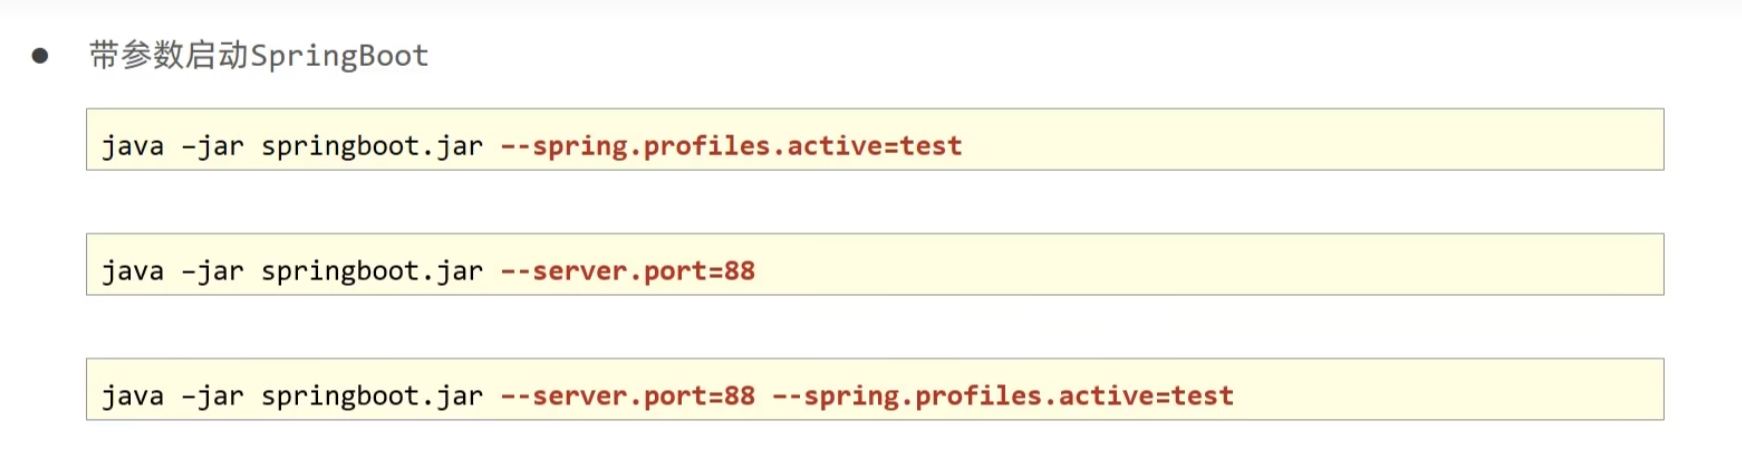 ● 带参数启动SpringBoot
java –jar springboot.jar --spring.profiles.active=test
java –jar springboot.jar --server.port=88
java –jar springboot.jar --server.port=88 --spring.profiles.active=test